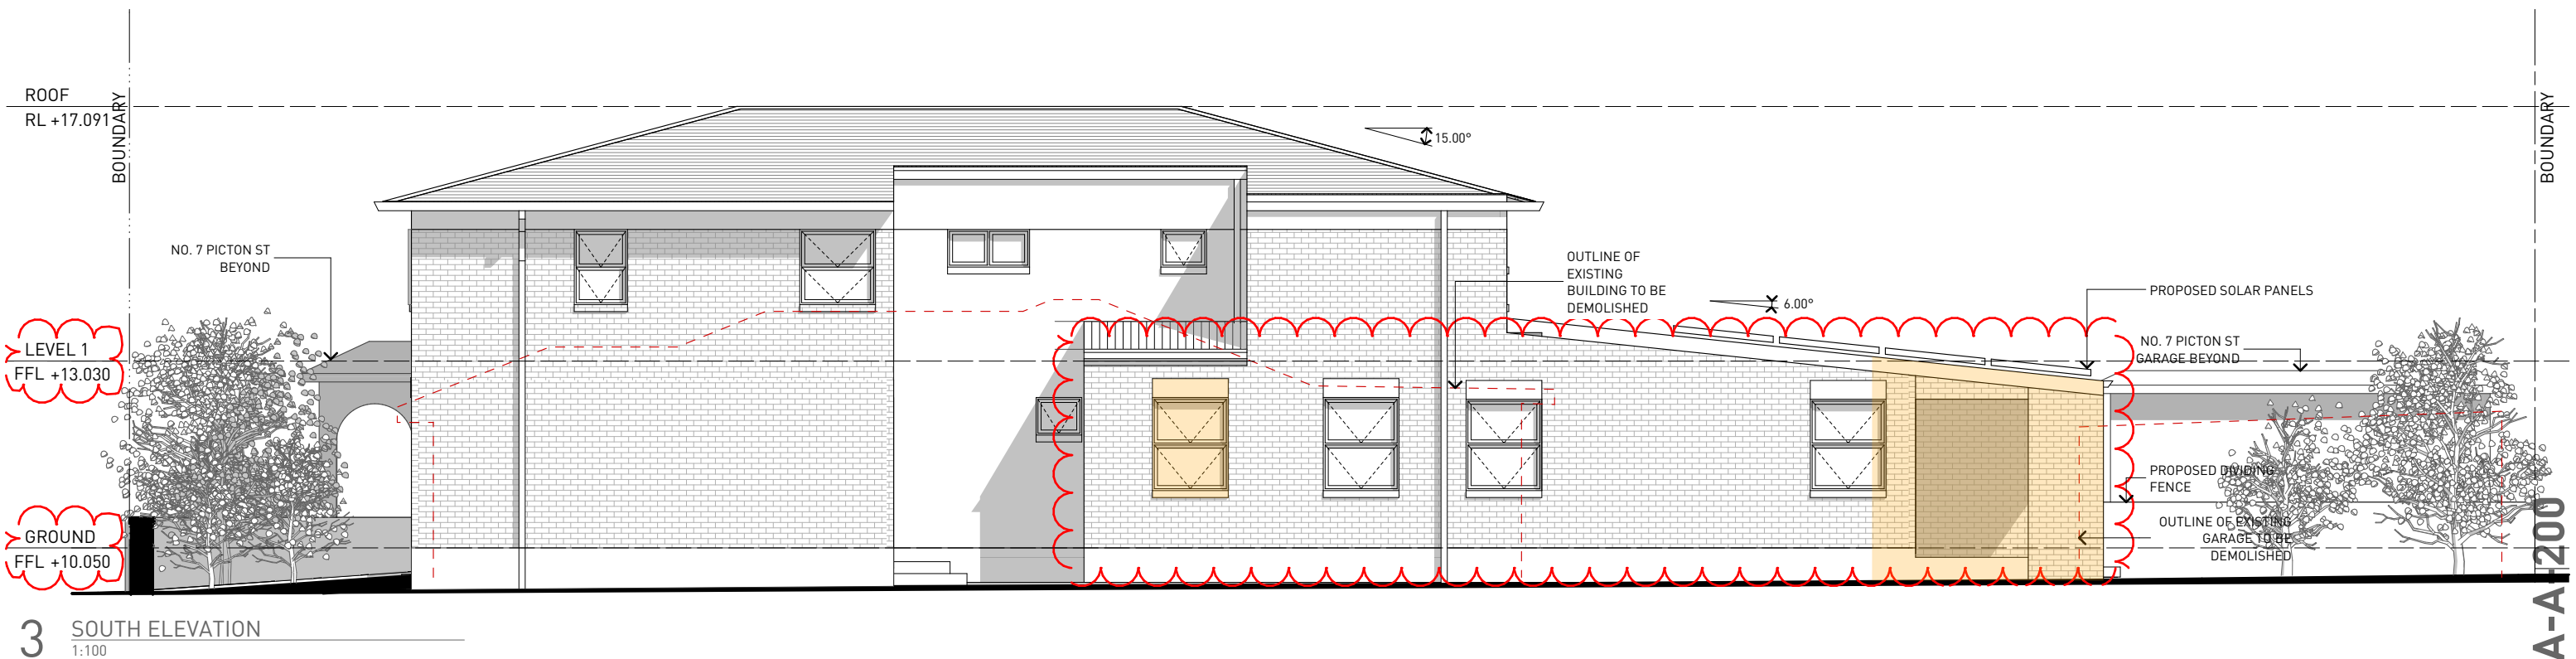 ROOF
RL +17.091
BOUNDARY
15.00°
BOUNDARY
NO. 7 PICTON ST
BEYOND
OUTLINE OF
EXISTING
BUILDING TO BE
DEMOLISHED
6.00°
PROPOSED SOLAR PANELS
LEVEL 1
FFL +13.030
NO. 7 PICTON ST
GARAGE BEYOND
PROPOSED DIVIDING
FENCE
GROUND
FFL +10.050
OUTLINE OF EXISTING
GARAGE TO BE
DEMOLISHED
A-A-200
3 SOUTH ELEVATION
1:100